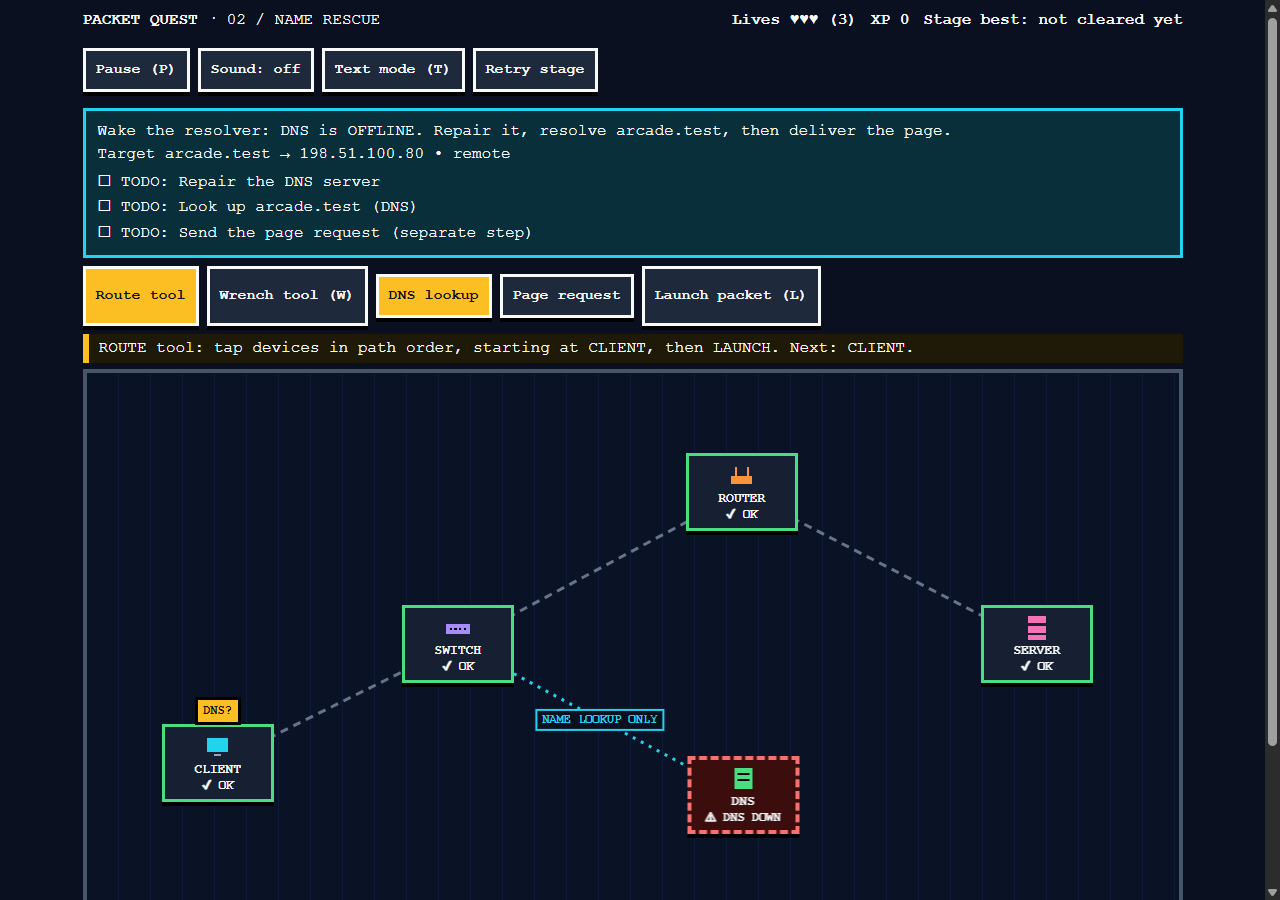 PACKET QUEST · 02 / NAME RESCUE
Lives ♥♥♥ (3) XP 0 Stage best: not cleared yet
Pause (P)
Sound: off
Text mode (T)
Retry stage
Wake the resolver: DNS is OFFLINE. Repair it, resolve arcade.test, then deliver the page.
Target arcade.test → 198.51.100.80 • remote
☐ TODO: Repair the DNS server
☐ TODO: Look up arcade.test (DNS)
☐ TODO: Send the page request (separate step)
Route tool
Wrench tool (W)
DNS lookup
Page request
Launch packet (L)
ROUTE tool: tap devices in path order, starting at CLIENT, then LAUNCH. Next: CLIENT.
ROUTER
✓ OK
SWITCH
✓ OK
SERVER
✓ OK
DNS?
NAME LOOKUP ONLY
CLIENT
✓ OK
DNS
⚠ DNS DOWN